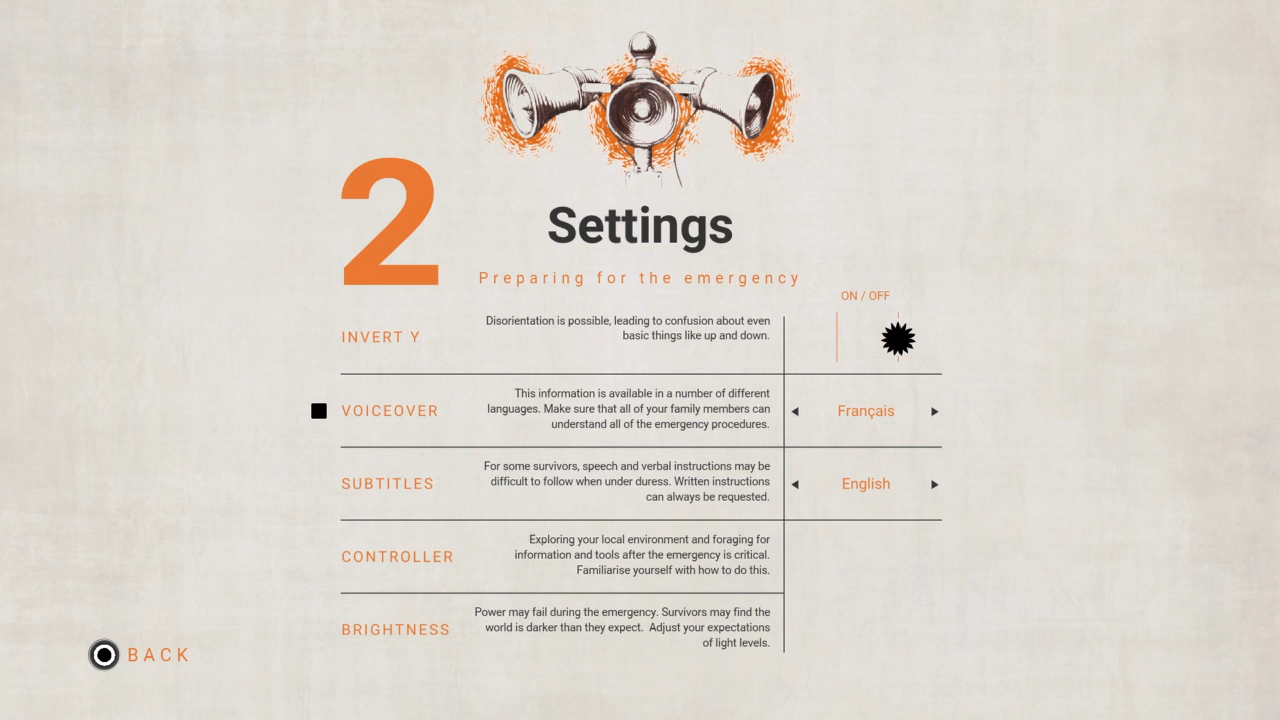 2
Settings
Preparing for the emergency
ON / OFF
INVERT Y
Disorientation is possible, leading to confusion about even
basic things like up and down.
VOICEOVER
This information is available in a number of different
languages. Make sure that all of your family members can
understand all of the emergency procedures.
Français
SUBTITLES
For some survivors, speech and verbal instructions may be
difficult to follow when under duress. Written instructions
can always be requested.
English
CONTROLLER
Exploring your local environment and foraging for
information and tools after the emergency is critical.
Familiarise yourself with how to do this.
BRIGHTNESS
Power may fail during the emergency. Survivors may find the
world is darker than they expect.  Adjust your expectations
of light levels.
BACK